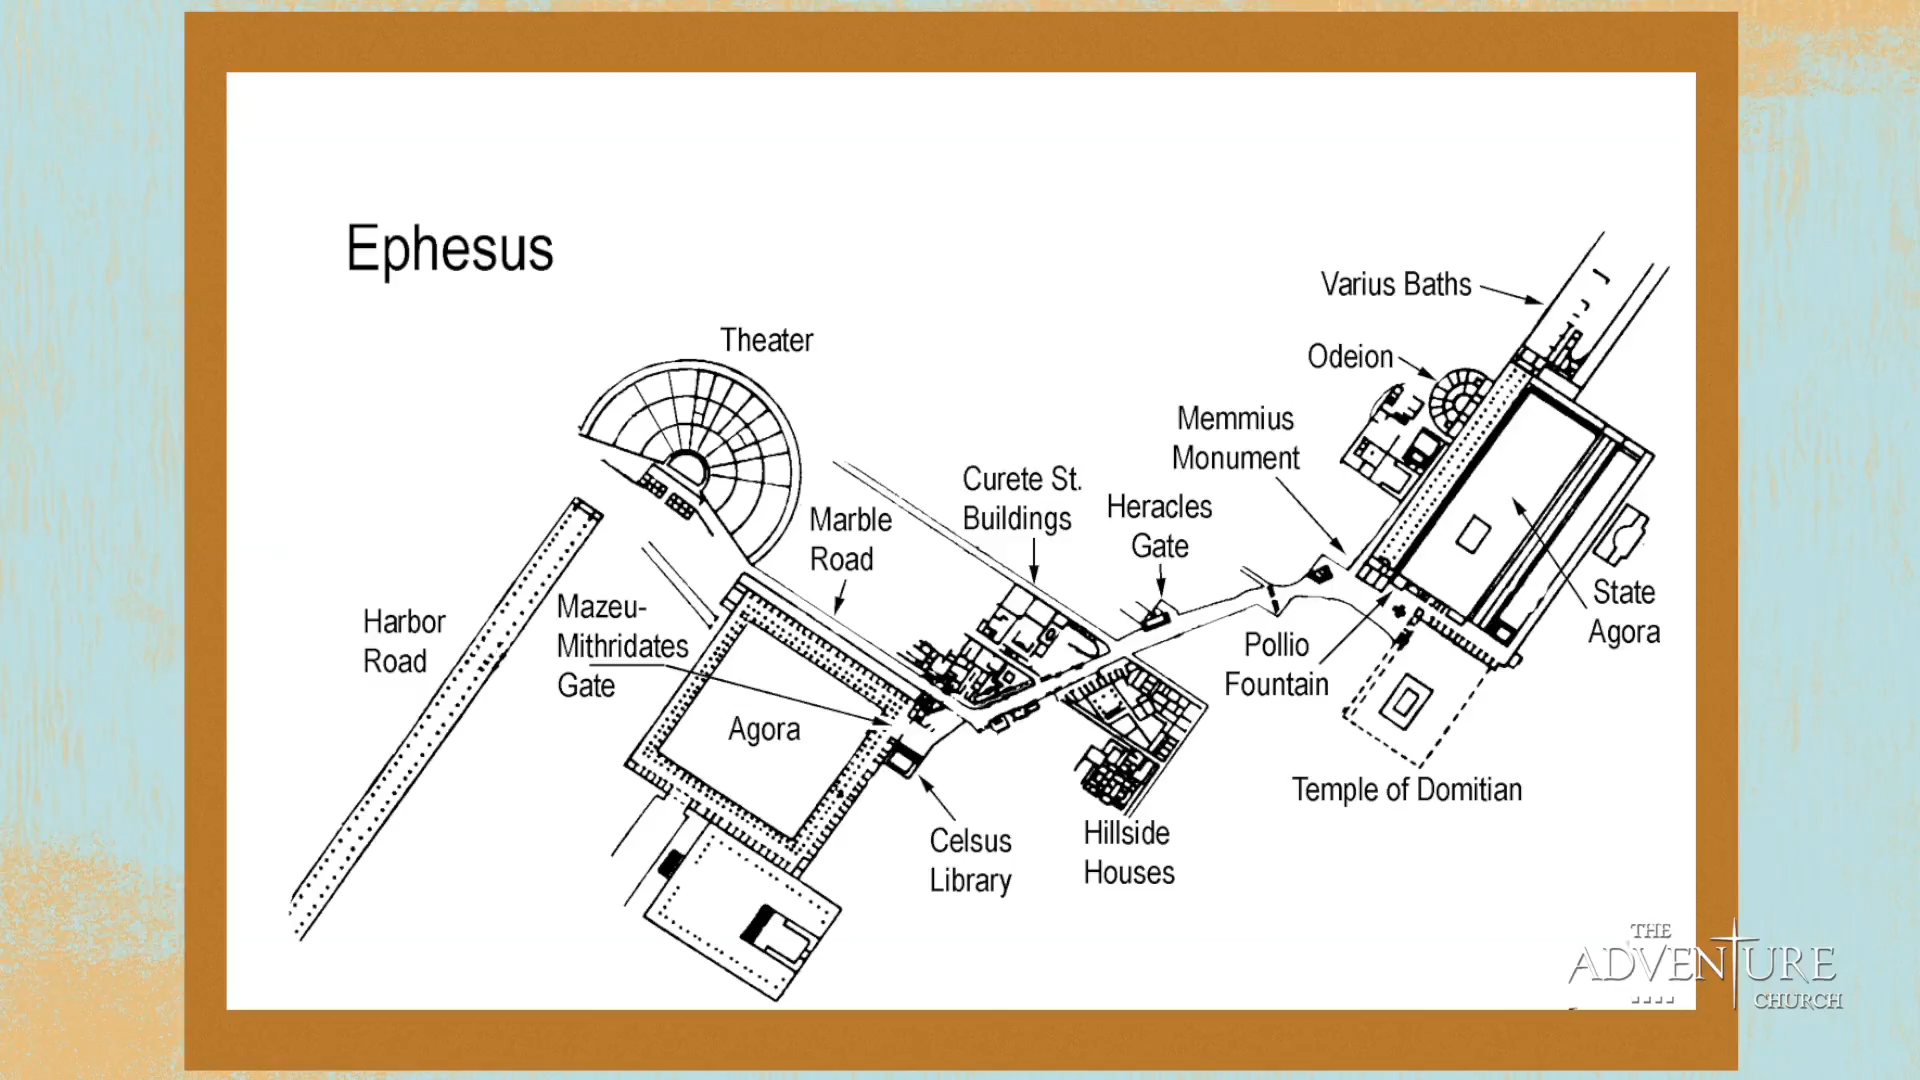 Ephesus
Varius Baths
Theater
Odeion
Memmius
Monument
Curete St.
Buildings
Heracles
Gate
Marble
Road
Harbor
Road
Mazeu-
Mithridates
Gate
State
Agora
Pollio
Fountain
Agora
Temple of Domitian
Celsus
Library
Hillside
Houses
THE
ADVENTURE
CHURCH